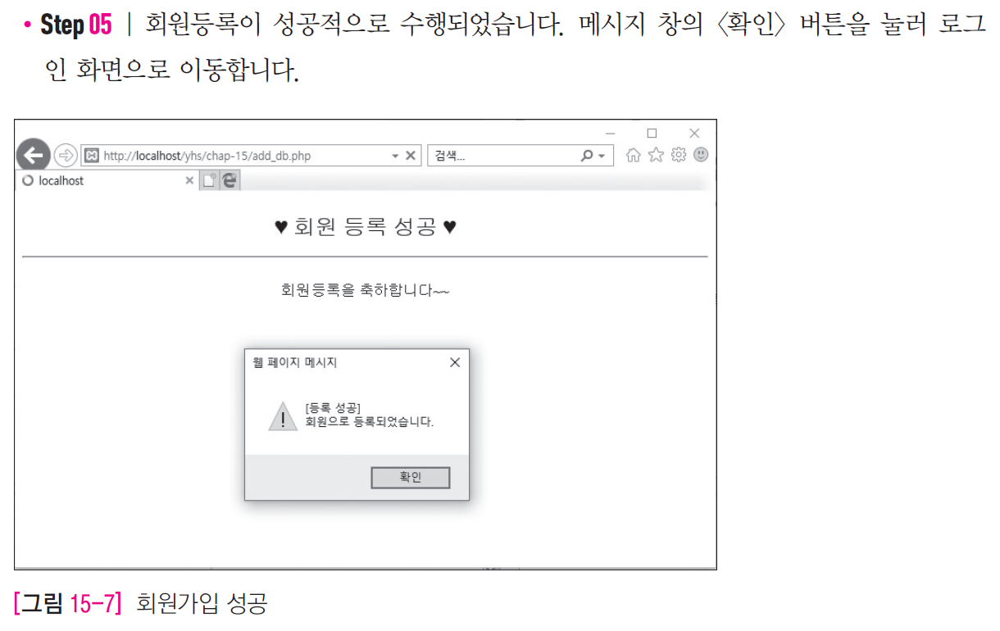 • Step 05 | 회원등록이 성공적으로 수행되었습니다. 메시지 창의 〈확인〉 버튼을 눌러 로그
인 화면으로 이동합니다.
http://localhost/yhs/chap-15/add_db.php 검색...
localhost
♥ 회원 등록 성공 ♥
회원등록을 축하합니다~~
웹 페이지 메시지
[등록 성공]
회원으로 등록되었습니다.
확인
[그림 15-7] 회원가입 성공